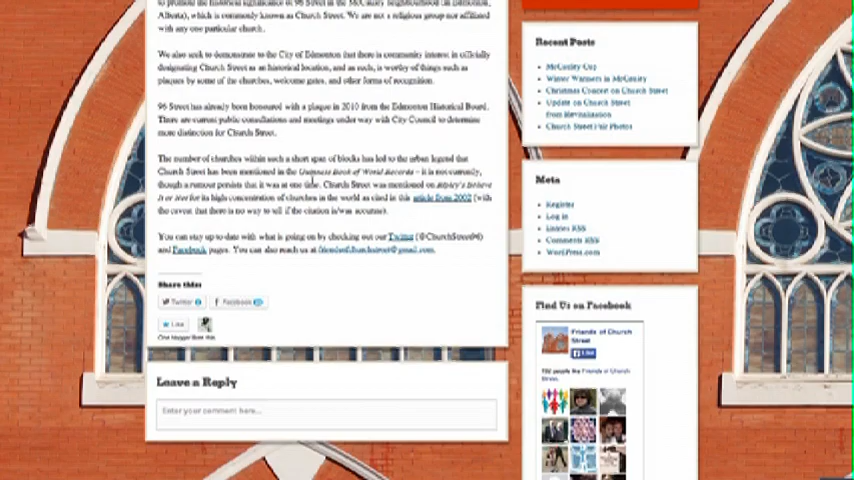 to promote the historical significance of 96 Street in the McCauley neighbourhood (in Edmonton,
Alberta), which is commonly known as Church Street. We are not a religious group nor affiliated
with any one particular church.
We also seek to demonstrate to the City of Edmonton that there is community interest in officially
designating Church Street as an historical location, and as such, is worthy of things such as
plaques by some of the churches, welcome gates, and other forms of recognition.
96 Street has already been honoured with a plaque in 2010 from the Edmonton Historical Board.
There are current public consultations and meetings under way with City Council to determine
more distinction for Church Street.
The number of churches within such a short span of blocks has led to the urban legend that
Church Street has been mentioned in the Guinness Book of World Records – it is not currently,
though a rumour persists that it was at one time. Church Street was mentioned on Ripley's Believe
It or Not for its high concentration of churches in the world as cited in this article from 2002 (with
the caveat that there is no way to tell if the citation is/was accurate).
You can stay up to date with what is going on by checking out our Twitter (@ChurchStreet96)
and Facebook pages. You can also reach us at friendsofchurchstreet@gmail.com.
Share this:
Twitter
Facebook
Like
One blogger likes this.
Leave a Reply
Enter your comment here...
Recent Posts
McCauley Cup
Winter Warmers in McCauley
Christmas Concert on Church Street
Update on Church Street
from Revitalization
Church Street Fair Photos
Meta
Register
Log in
Entries RSS
Comments RSS
WordPress.com
Find Us on Facebook
Friends of Church
Street
Like
people like Friends of Church
Street.